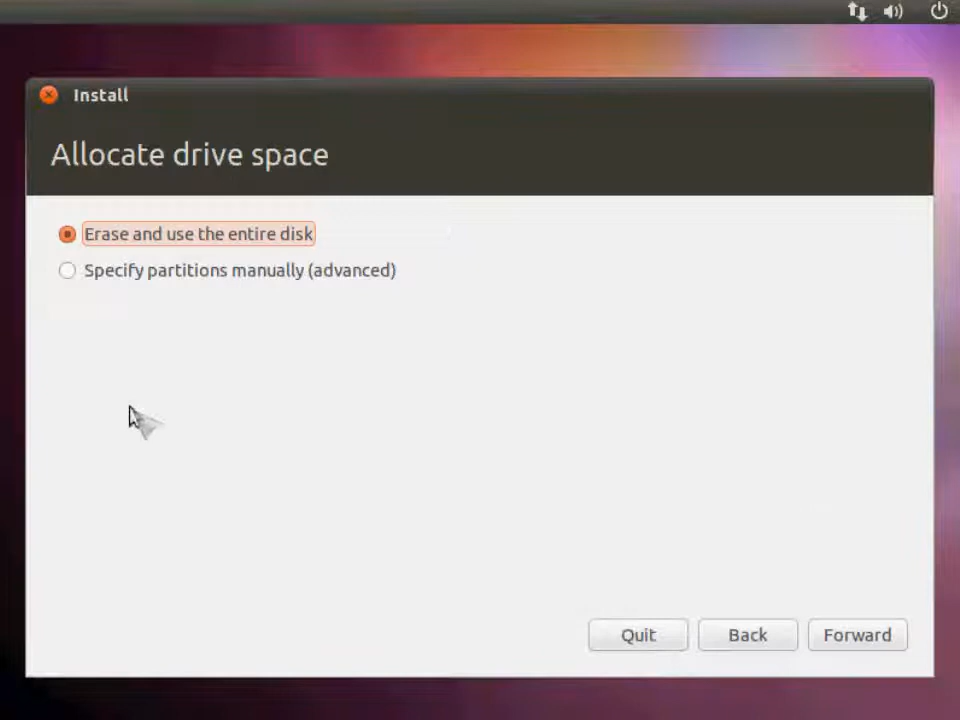 Install
Allocate drive space
Erase and use the entire disk
Specify partitions manually (advanced)
Quit
Back
Forward